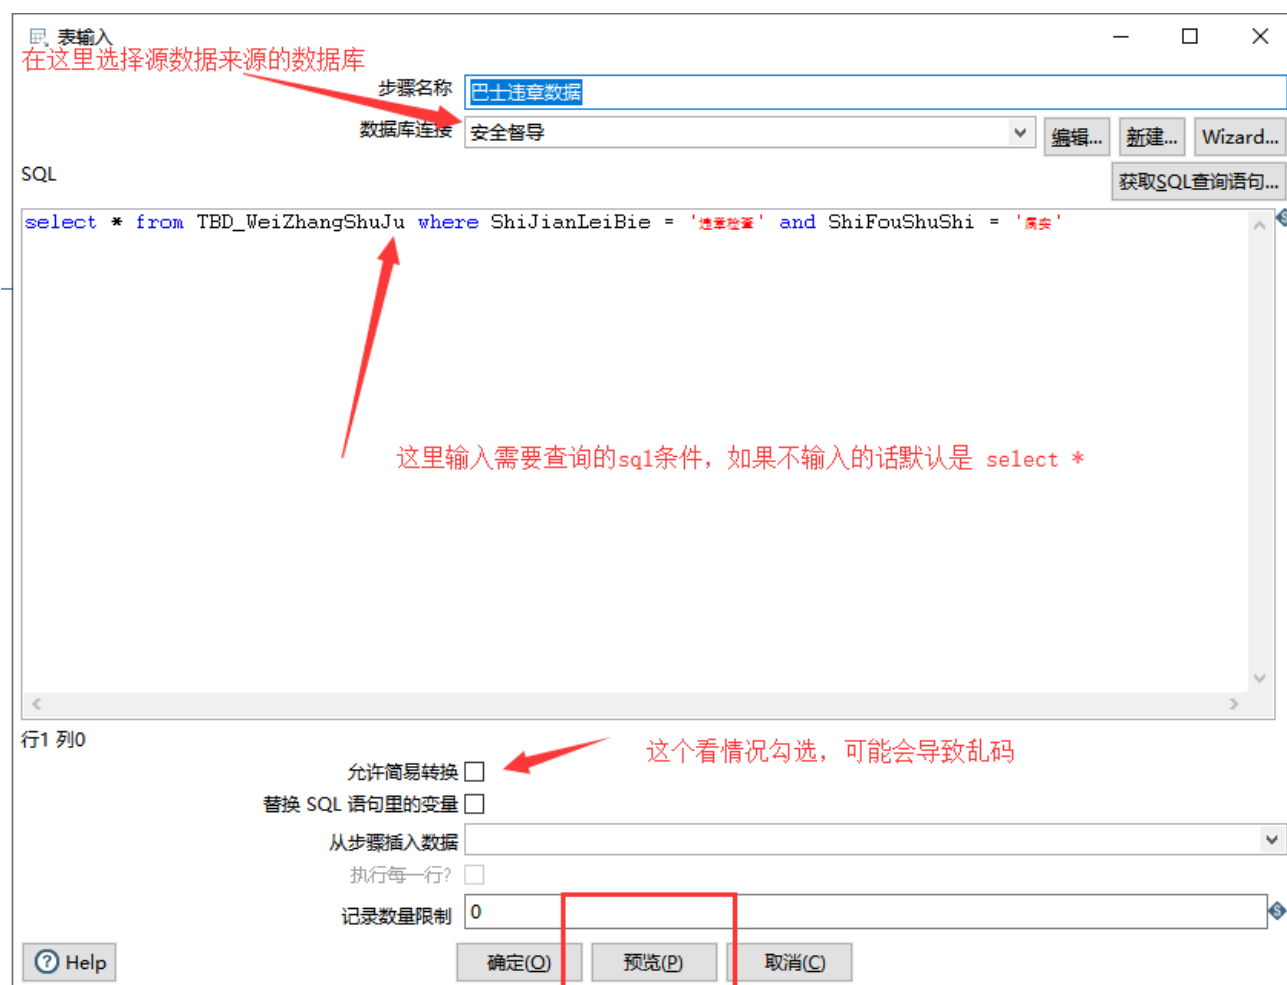 表输入
在这里选择源数据来源的数据库
步骤名称 巴士违章数据
数据库连接 安全督导 编辑... 新建... Wizard...
SQL 获取SQL查询语句...
select * from TBD_WeiZhangShuJu where ShiJianLeiBie = '违章检查' and ShiFouShuShi = '属实'
这里输入需要查询的sql条件，如果不输入的话默认是 select *
行1 列0
这个看情况勾选，可能会导致乱码
允许简易转换
替换 SQL 语句里的变量
从步骤插入数据
执行每一行?
记录数量限制 0
Help 确定(O) 预览(P) 取消(C)